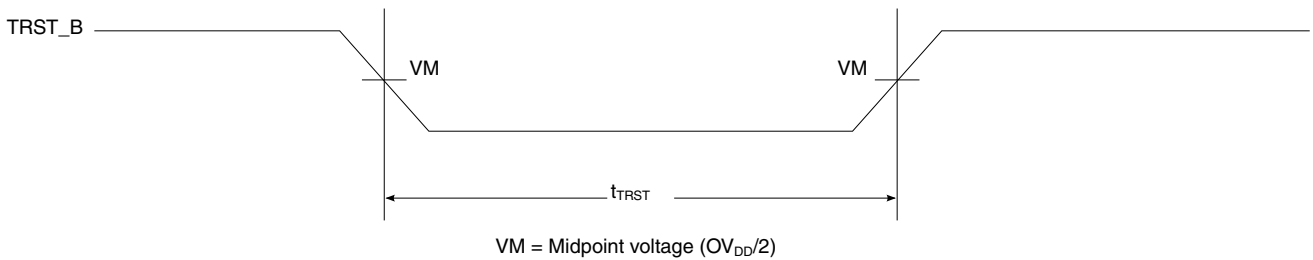 TRST_B
VM
VM
tTRST
VM = Midpoint voltage (OVDD/2)